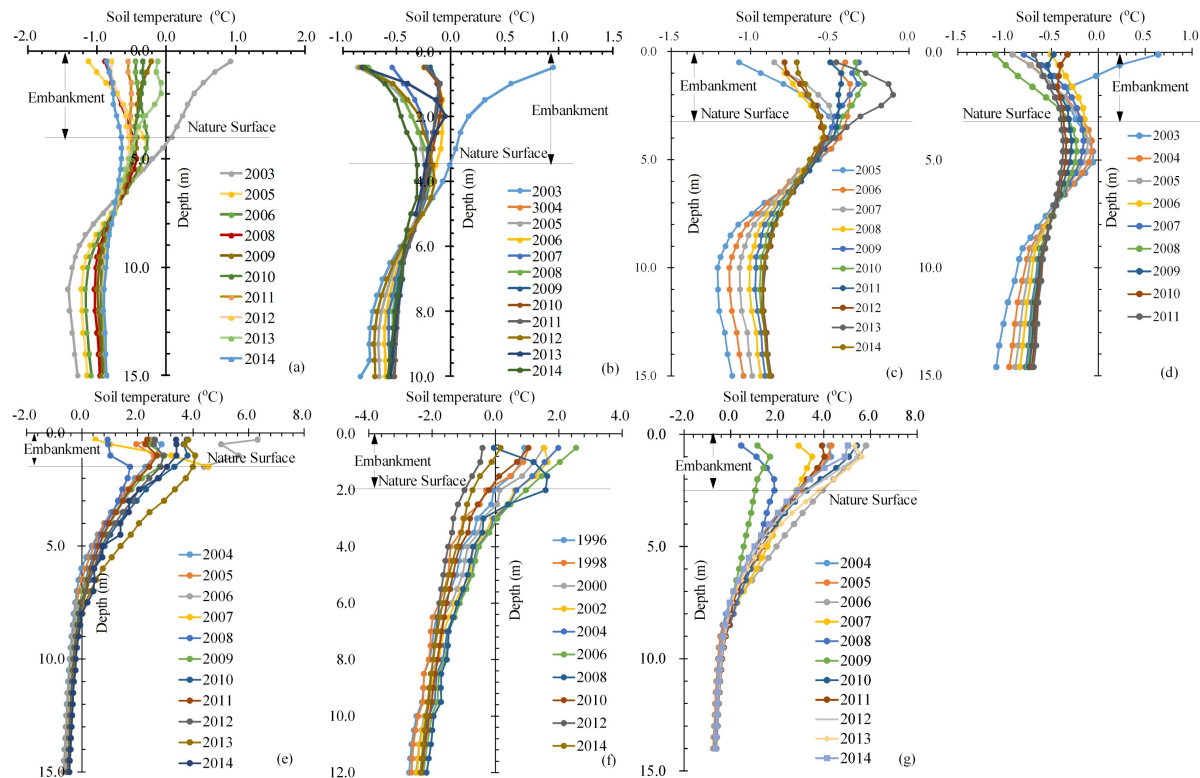 Soil temperature (°C)
-2.0 -1.0 0.0 1.0 2.0
0.0
5.0
10.0
15.0
Embankment
Nature Surface
Depth (m)
2003
2005
2006
2008
2009
2010
2011
2012
2013
2014
(a)
Soil temperature (°C)
-1.0 -0.5 0.0 0.5 1.0 1.5
0.0
2.0
4.0
6.0
8.0
10.0
Embankment
Nature Surface
Depth (m)
2003
3004
2005
2006
2007
2008
2009
2010
2011
2012
2013
2014
(b)
Soil temperature (°C)
-1.5 -1.0 -0.5 0.0
0.0
5.0
10.0
15.0
Embankment
Nature Surface
Depth (m)
2005
2006
2007
2008
2009
2010
2011
2012
2013
2014
(c)
Soil temperature (°C)
-1.5 -1.0 -0.5 0.0 0.5 1.0
0.0
5.0
10.0
15.0
Embankment
Nature Surface
Depth (m)
2003
2004
2005
2006
2007
2008
2009
2010
2011
(d)
Soil temperature (°C)
-2.0 0.0 2.0 4.0 6.0 8.0
0.0
5.0
10.0
15.0
Embankment
Nature Surface
Depth (m)
2004
2005
2006
2007
2008
2009
2010
2011
2012
2013
2014
(e)
Soil temperature (°C)
-4.0 -2.0 0.0 2.0 4.0
0.0
2.0
4.0
6.0
8.0
10.0
12.0
Embankment
Nature Surface
Depth (m)
1996
1998
2000
2002
2004
2006
2008
2010
2012
2014
(f)
Soil temperature (°C)
-2.0 0.0 2.0 4.0 6.0 8.0
0.0
5.0
10.0
15.0
Embankment
Nature Surface
Depth (m)
2004
2005
2006
2007
2008
2009
2010
2011
2012
2013
2014
(g)